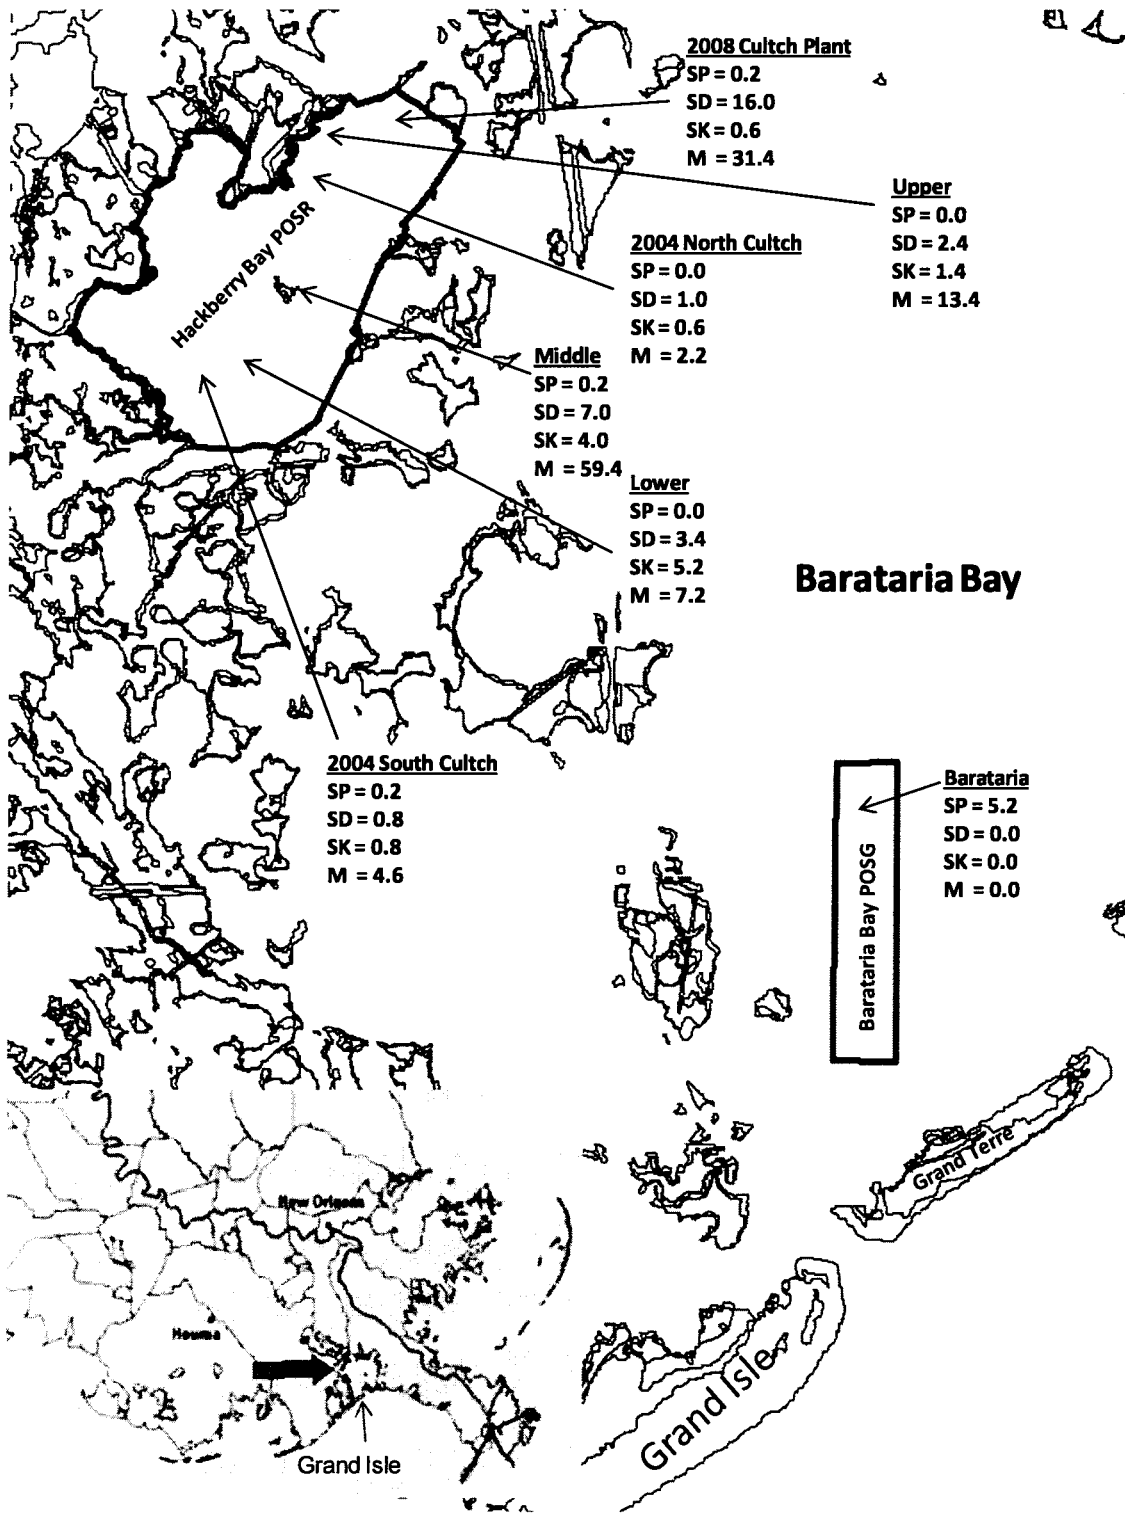 2008 Cultch Plant
SP = 0.2
SD = 16.0
SK = 0.6
M = 31.4
Upper
SP = 0.0
SD = 2.4
SK = 1.4
M = 13.4
2004 North Cultch
SP = 0.0
SD = 1.0
SK = 0.6
M = 2.2
Hackberry Bay POSR
Middle
SP = 0.2
SD = 7.0
SK = 4.0
M = 59.4
Lower
SP = 0.0
SD = 3.4
SK = 5.2
M = 7.2
Barataria Bay
2004 South Cultch
SP = 0.2
SD = 0.8
SK = 0.8
M = 4.6
Barataria
SP = 5.2
SD = 0.0
SK = 0.0
M = 0.0
Barataria Bay POSG
Grand Terre
New Orleans
Houma
Grand Isle
Grand Isle